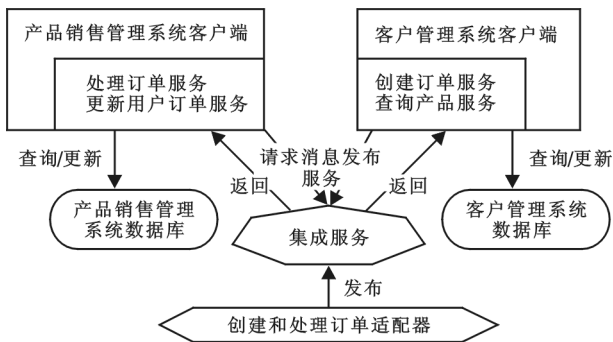 产品销售管理系统客户端
处理订单服务
更新用户订单服务
客户管理系统客户端
创建订单服务
查询产品服务
查询/更新
请求消息发布
服务
查询/更新
返回
返回
产品销售管理
系统数据库
集成服务
客户管理系统
数据库
发布
创建和处理订单适配器